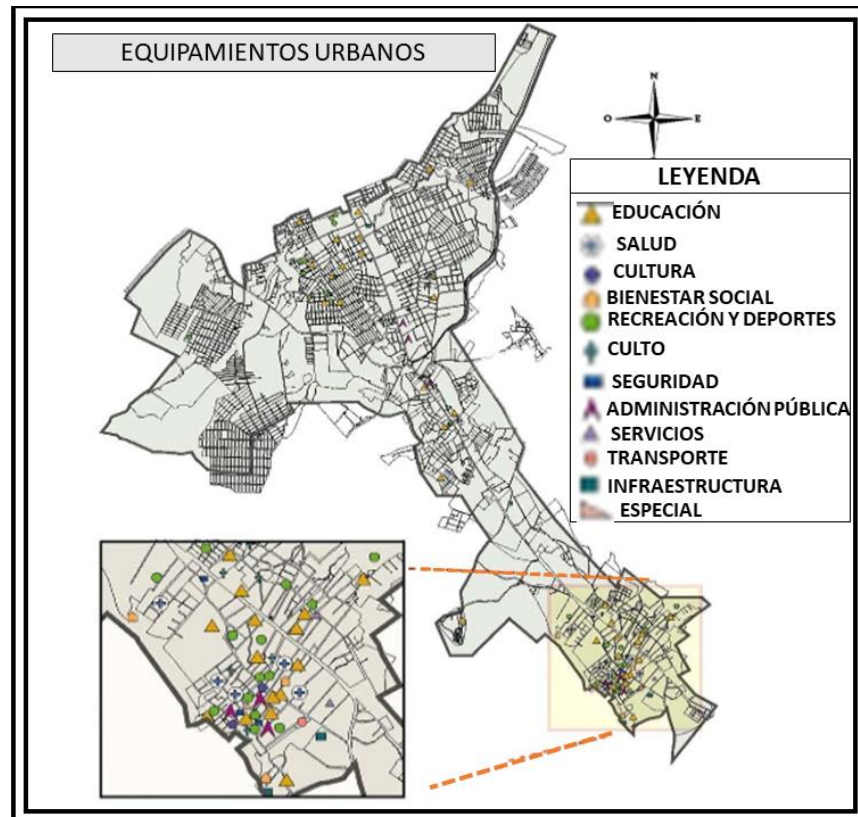 EQUIPAMIENTOS URBANOS
N
O
E
LEYENDA
EDUCACIÓN
SALUD
CULTURA
BIENESTAR SOCIAL
RECREACIÓN Y DEPORTES
CULTO
SEGURIDAD
ADMINISTRACIÓN PÚBLICA
SERVICIOS
TRANSPORTE
INFRAESTRUCTURA
ESPECIAL